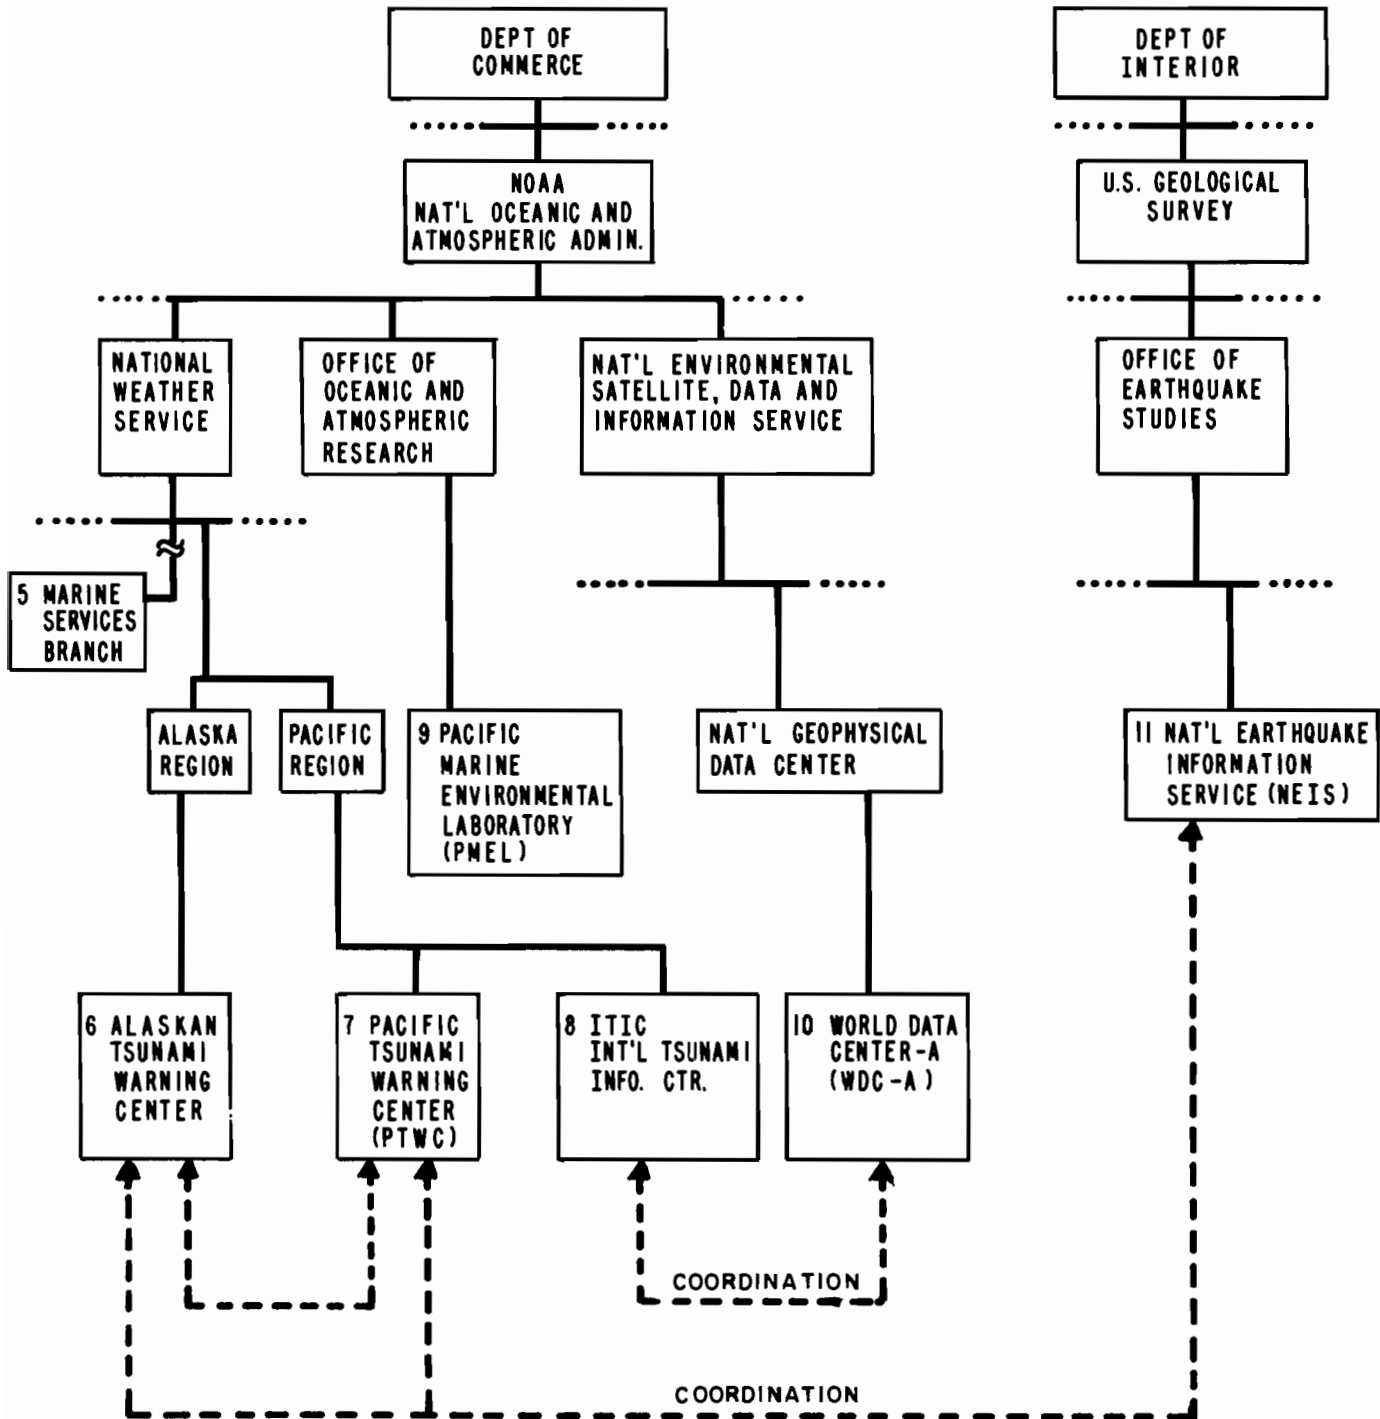 DEPT OF
COMMERCE
DEPT OF
INTERIOR
NOAA
NAT'L OCEANIC AND
ATMOSPHERIC ADMIN.
U.S. GEOLOGICAL
SURVEY
NATIONAL
WEATHER
SERVICE
OFFICE OF
OCEANIC AND
ATMOSPHERIC
RESEARCH
NAT'L ENVIRONMENTAL
SATELLITE, DATA AND
INFORMATION SERVICE
OFFICE OF
EARTHQUAKE
STUDIES
5 MARINE
SERVICES
BRANCH
ALASKA
REGION
PACIFIC
REGION
9 PACIFIC
MARINE
ENVIRONMENTAL
LABORATORY
(PMEL)
NAT'L GEOPHYSICAL
DATA CENTER
11 NAT'L EARTHQUAKE
INFORMATION
SERVICE (NEIS)
6 ALASKAN
TSUNAMI
WARNING
CENTER
7 PACIFIC
TSUNAMI
WARNING
CENTER
(PTWC)
8 ITIC
INT'L TSUNAMI
INFO. CTR.
10 WORLD DATA
CENTER-A
(WDC-A)
COORDINATION
COORDINATION